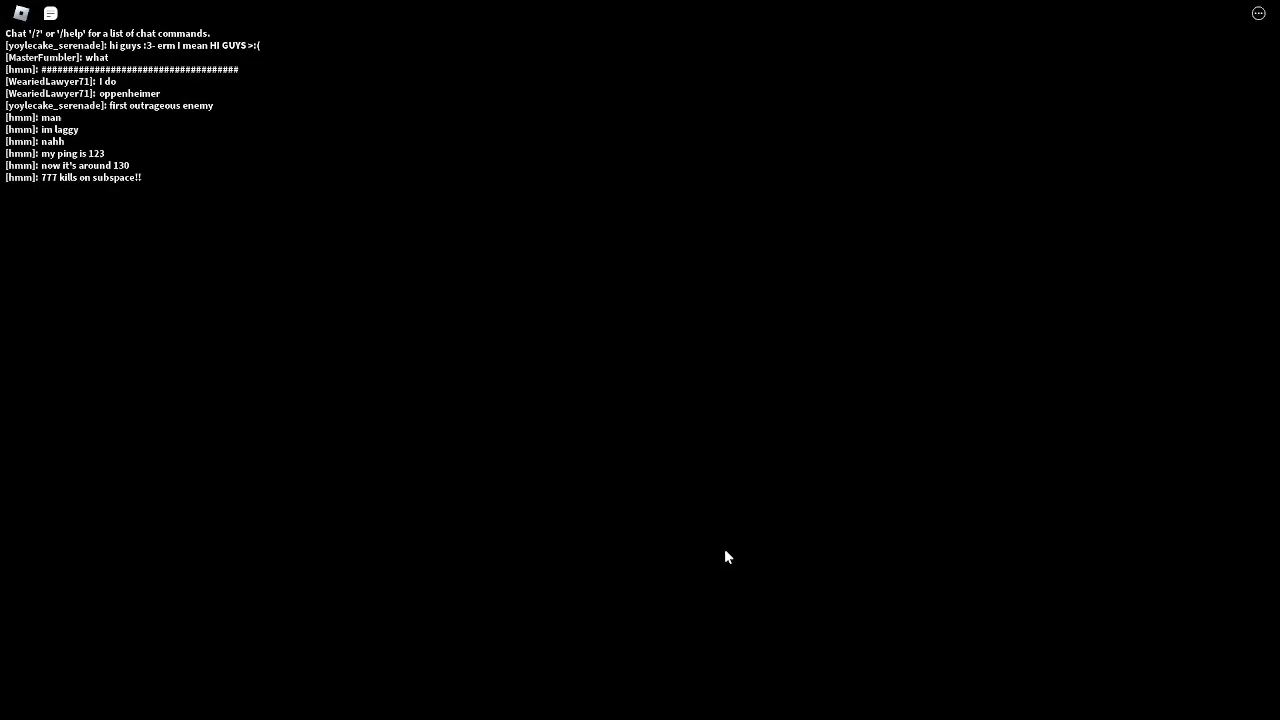 Chat '/?' or '/help' for a list of chat commands.
[yoylecake_serenade]: hi guys :3- erm I mean HI GUYS >:(
[MasterFumbler]: what
[hmm]: #####################################
[WeariedLawyer71]: I do
[WeariedLawyer71]: oppenheimer
[yoylecake_serenade]: first outrageous enemy
[hmm]: man
[hmm]: im laggy
[hmm]: nahh
[hmm]: my ping is 123
[hmm]: now it's around 130
[hmm]: 777 kills on subspace!!